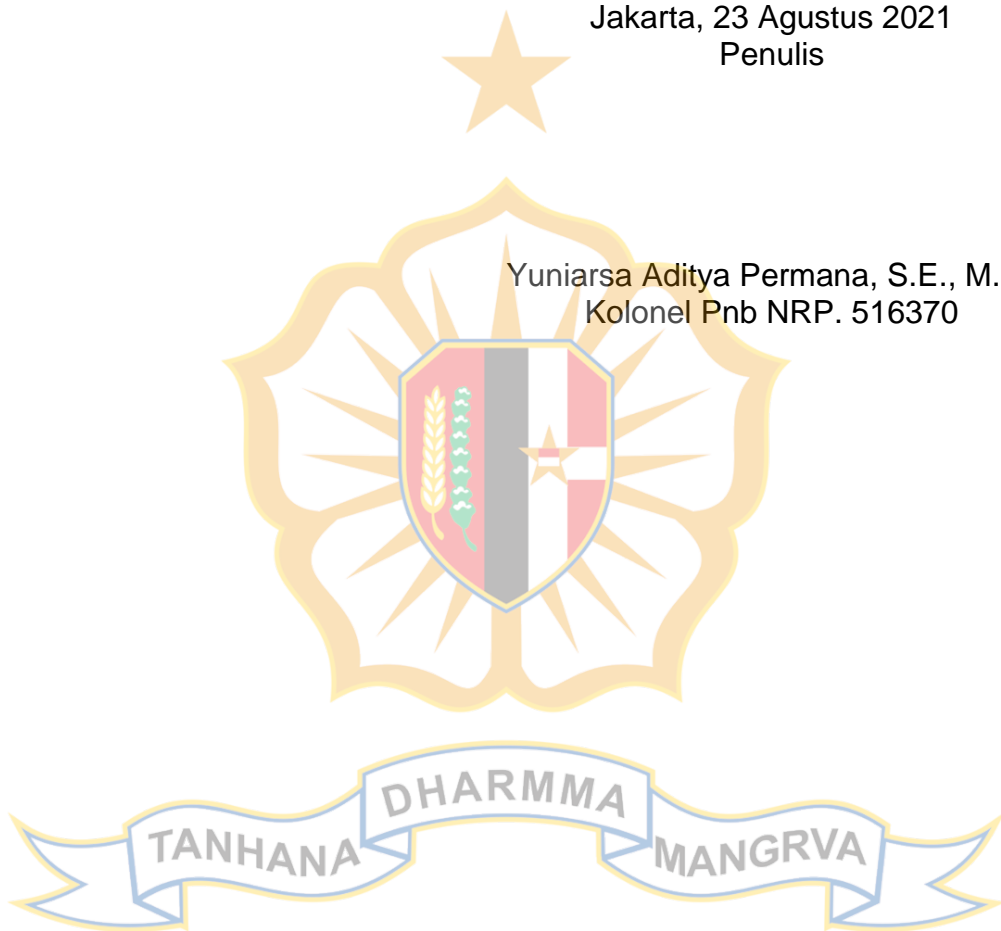 Jakarta, 23 Agustus 2021
Penulis
Yuniarsa Aditya Permana, S.E., M.
Kolonel Pnb NRP. 516370
TANHANA DHARMMA MANGRVA